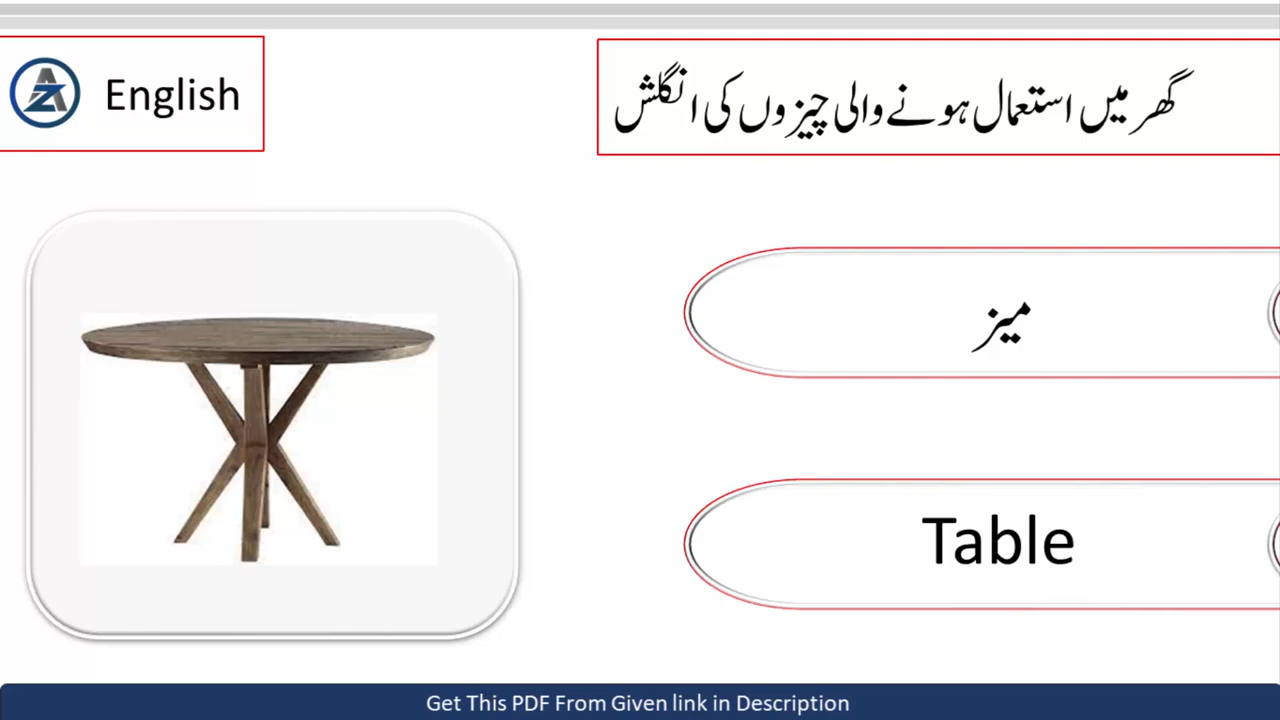 AZ English
گھر میں استعمال ہونے والی چیزوں کی انگلش
میز
Table
Get This PDF From Given link in Description